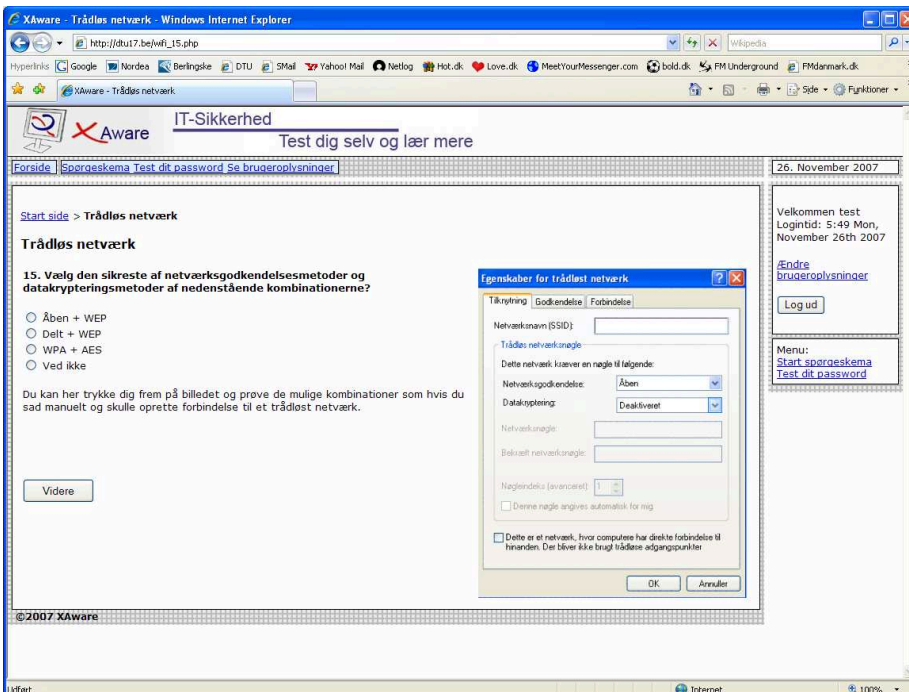 XAware - Trådløs netværk - Windows Internet Explorer
http://dtu17.be/wifi_15.php
Wikipedia
Hyperlinks Google Nordea Berlingske DTU SMail Yahoo! Mail Netlog Hot.dk Love.dk MeetYourMessenger.com bold.dk FM Underground FMdanmark.dk
XAware - Trådløs netværk
Side Funktioner
XAware
IT-Sikkerhed
Test dig selv og lær mere
Forside Spørgeskema Test dit password Se brugeroplysninger
26. November 2007
Start side > Trådløs netværk
Trådløs netværk
15. Vælg den sikreste af netværksgodkendelsesmetoder og
datakrypteringsmetoder af nedenstående kombinationerne?
Åben + WEP
Delt + WEP
WPA + AES
Ved ikke
Du kan her trykke dig frem på billedet og prøve de mulige kombinationer som hvis du
sad manuelt og skulle oprette forbindelse til et trådløst netværk.
Videre
Egenskaber for trådløst netværk
Tilknytning Godkendelse Forbindelse
Netværksnavn (SSID):
Trådløs netværksnøgle
Dette netværk kræver en nøgle til følgende:
Netværksgodkendelse: Åben
Datakryptering: Deaktiveret
Netværksnøgle:
Bekræft netværksnøgle:
Nøgleindeks (avanceret): 1
Denne nøgle angives automatisk for mig
Dette er et netværk, hvor computere har direkte forbindelse til
hinanden. Der bliver ikke brugt trådløse adgangspunkter
OK Annuller
Velkommen test
Logintid: 5:49 Mon,
November 26th 2007
Ændre
brugeroplysninger
Log ud
Menu:
Start spørgeskema
Test dit password
©2007 XAware
Udført
Internet
100%